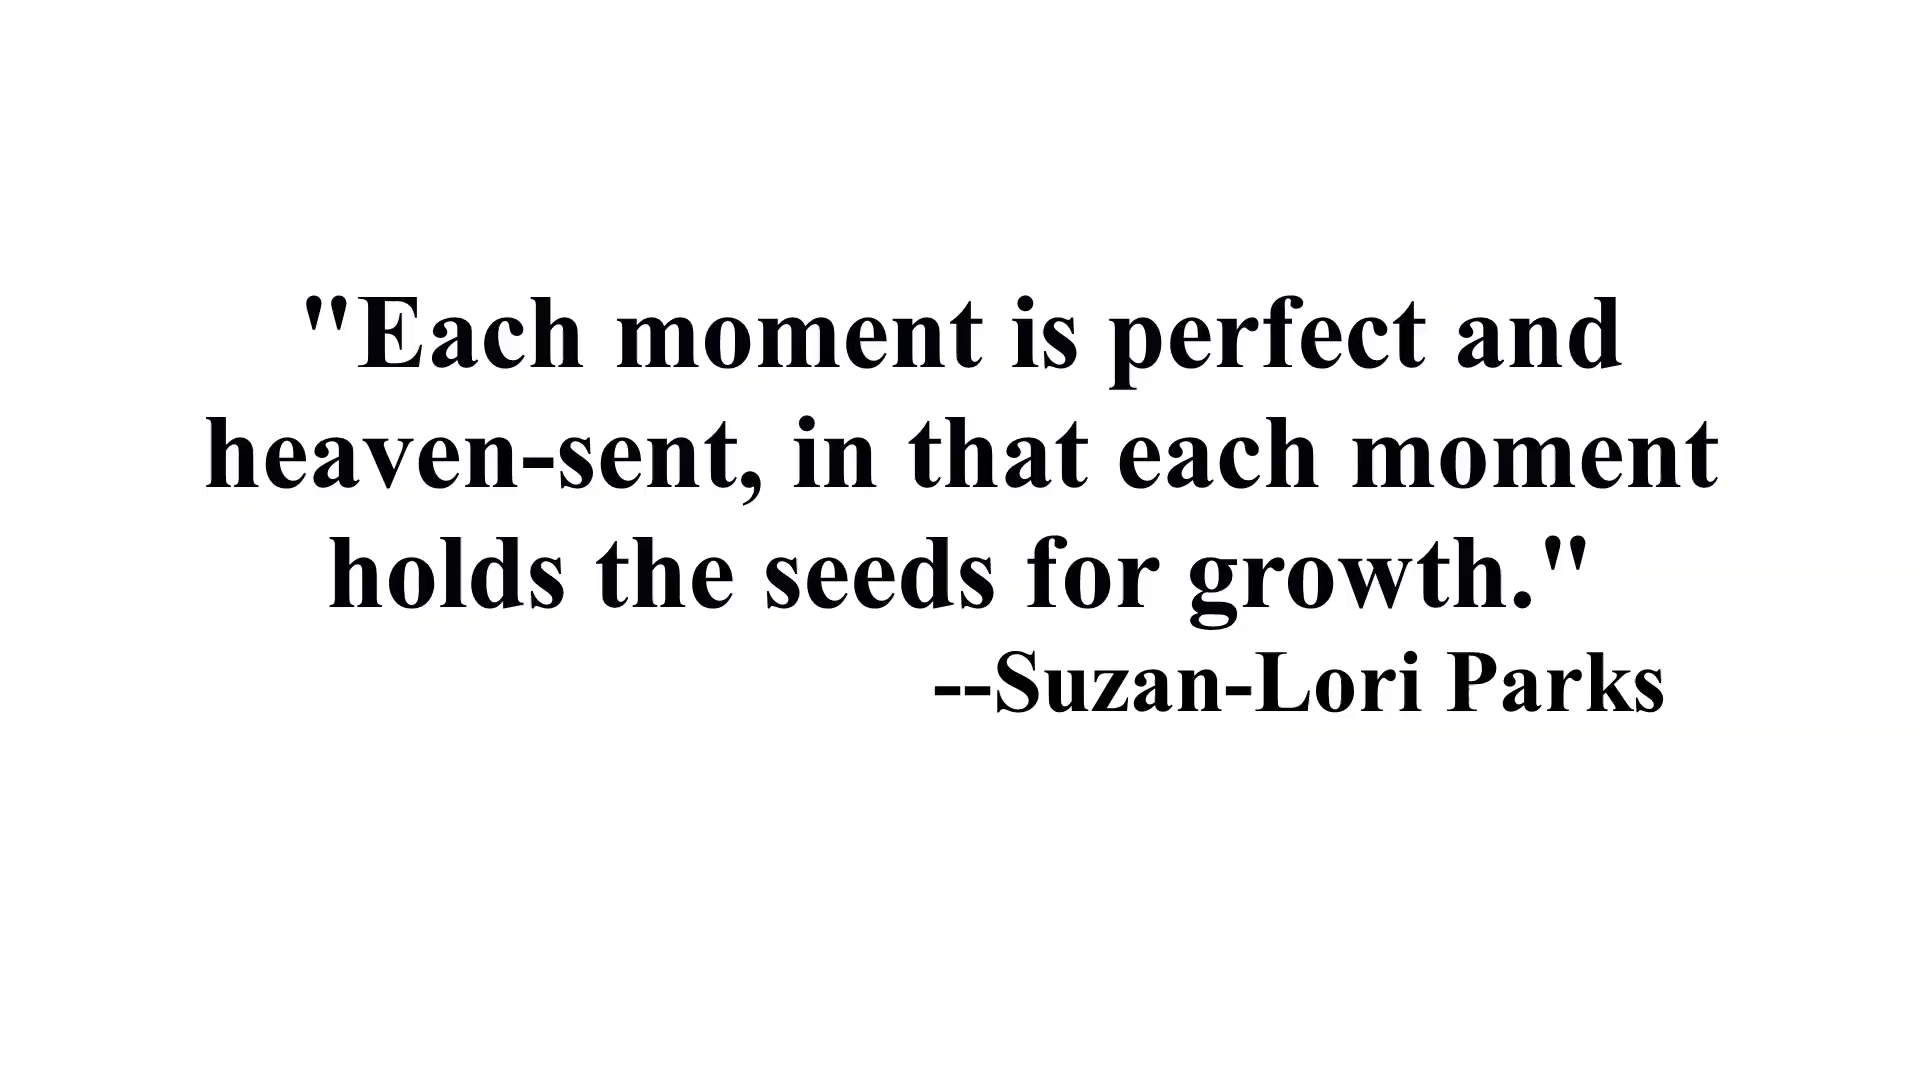 "Each moment is perfect and
heaven-sent, in that each moment
holds the seeds for growth."
--Suzan-Lori Parks